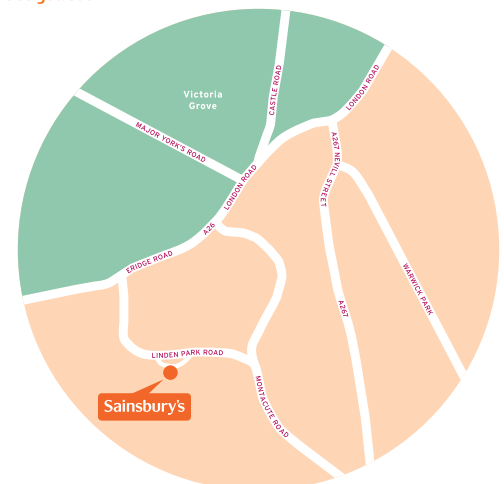 Victoria
Grove
CASTLE ROAD
LONDON ROAD
MAJOR YORK'S ROAD
LONDON ROAD
A26
ERIDGE ROAD
A267 NEVILL STREET
WARWICK PARK
A267
LINDEN PARK ROAD
MONTACUTE ROAD
Sainsbury's